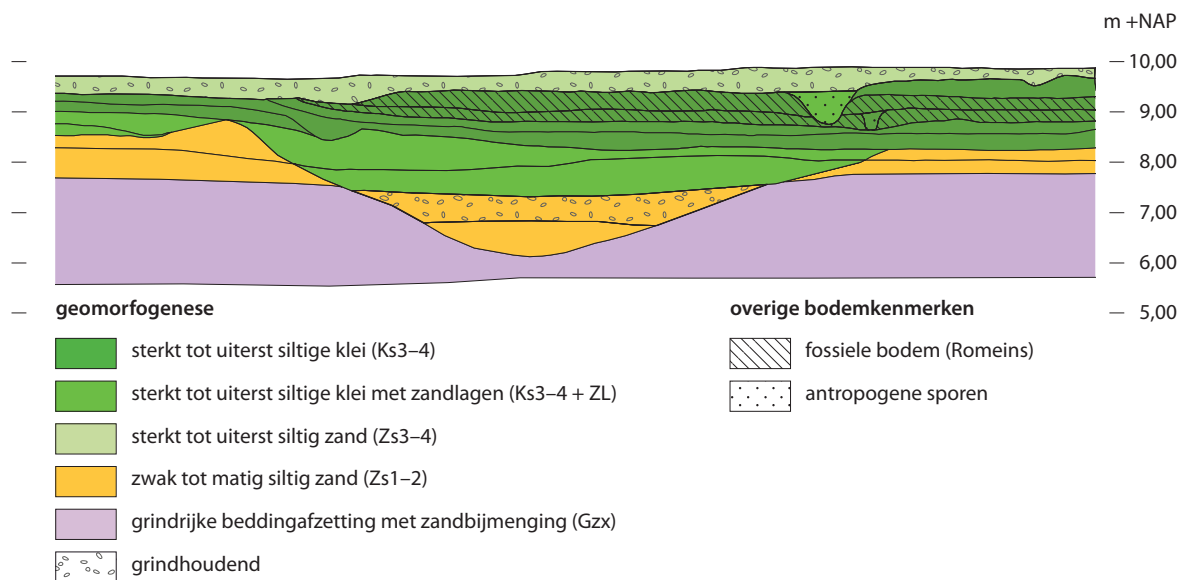 m +NAP
10,00
9,00
8,00
7,00
6,00
5,00
geomorfogenese
sterkt tot uiterst siltige klei (Ks3–4)
sterkt tot uiterst siltige klei met zandlagen (Ks3–4 + ZL)
sterkt tot uiterst siltig zand (Zs3–4)
zwak tot matig siltig zand (Zs1–2)
grindrijke beddingafzetting met zandbijmenging (Gzx)
grindhoudend
overige bodemkenmerken
fossiele bodem (Romeins)
antropogene sporen